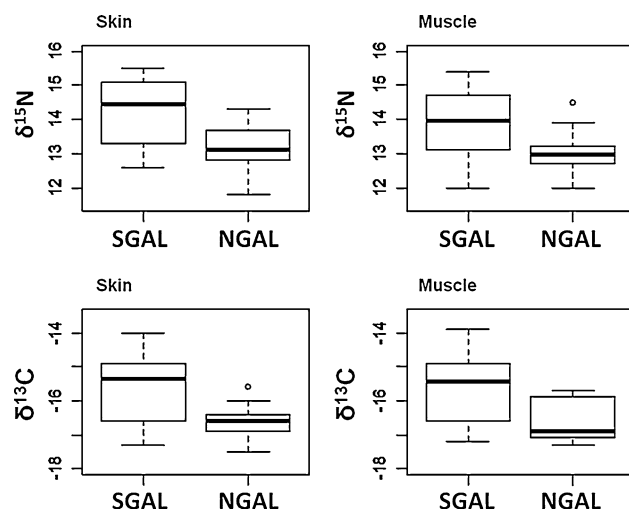 Skin
Muscle
δ¹⁵N
16
15
14
13
12
SGAL
NGAL
δ¹⁵N
16
15
14
13
12
SGAL
NGAL
Skin
Muscle
δ¹³C
-14
-16
-18
SGAL
NGAL
δ¹³C
-14
-16
-18
SGAL
NGAL